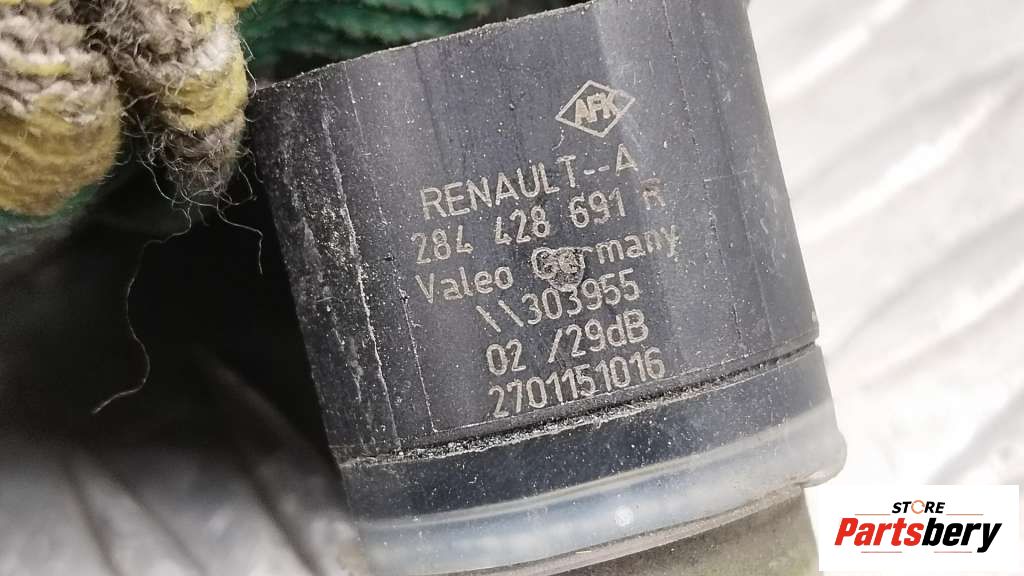 AFK
RENAULT--A
284 428 691 R
Valeo Germany
\\303955
02 /29dB
2701151016
STORE
Partsbery